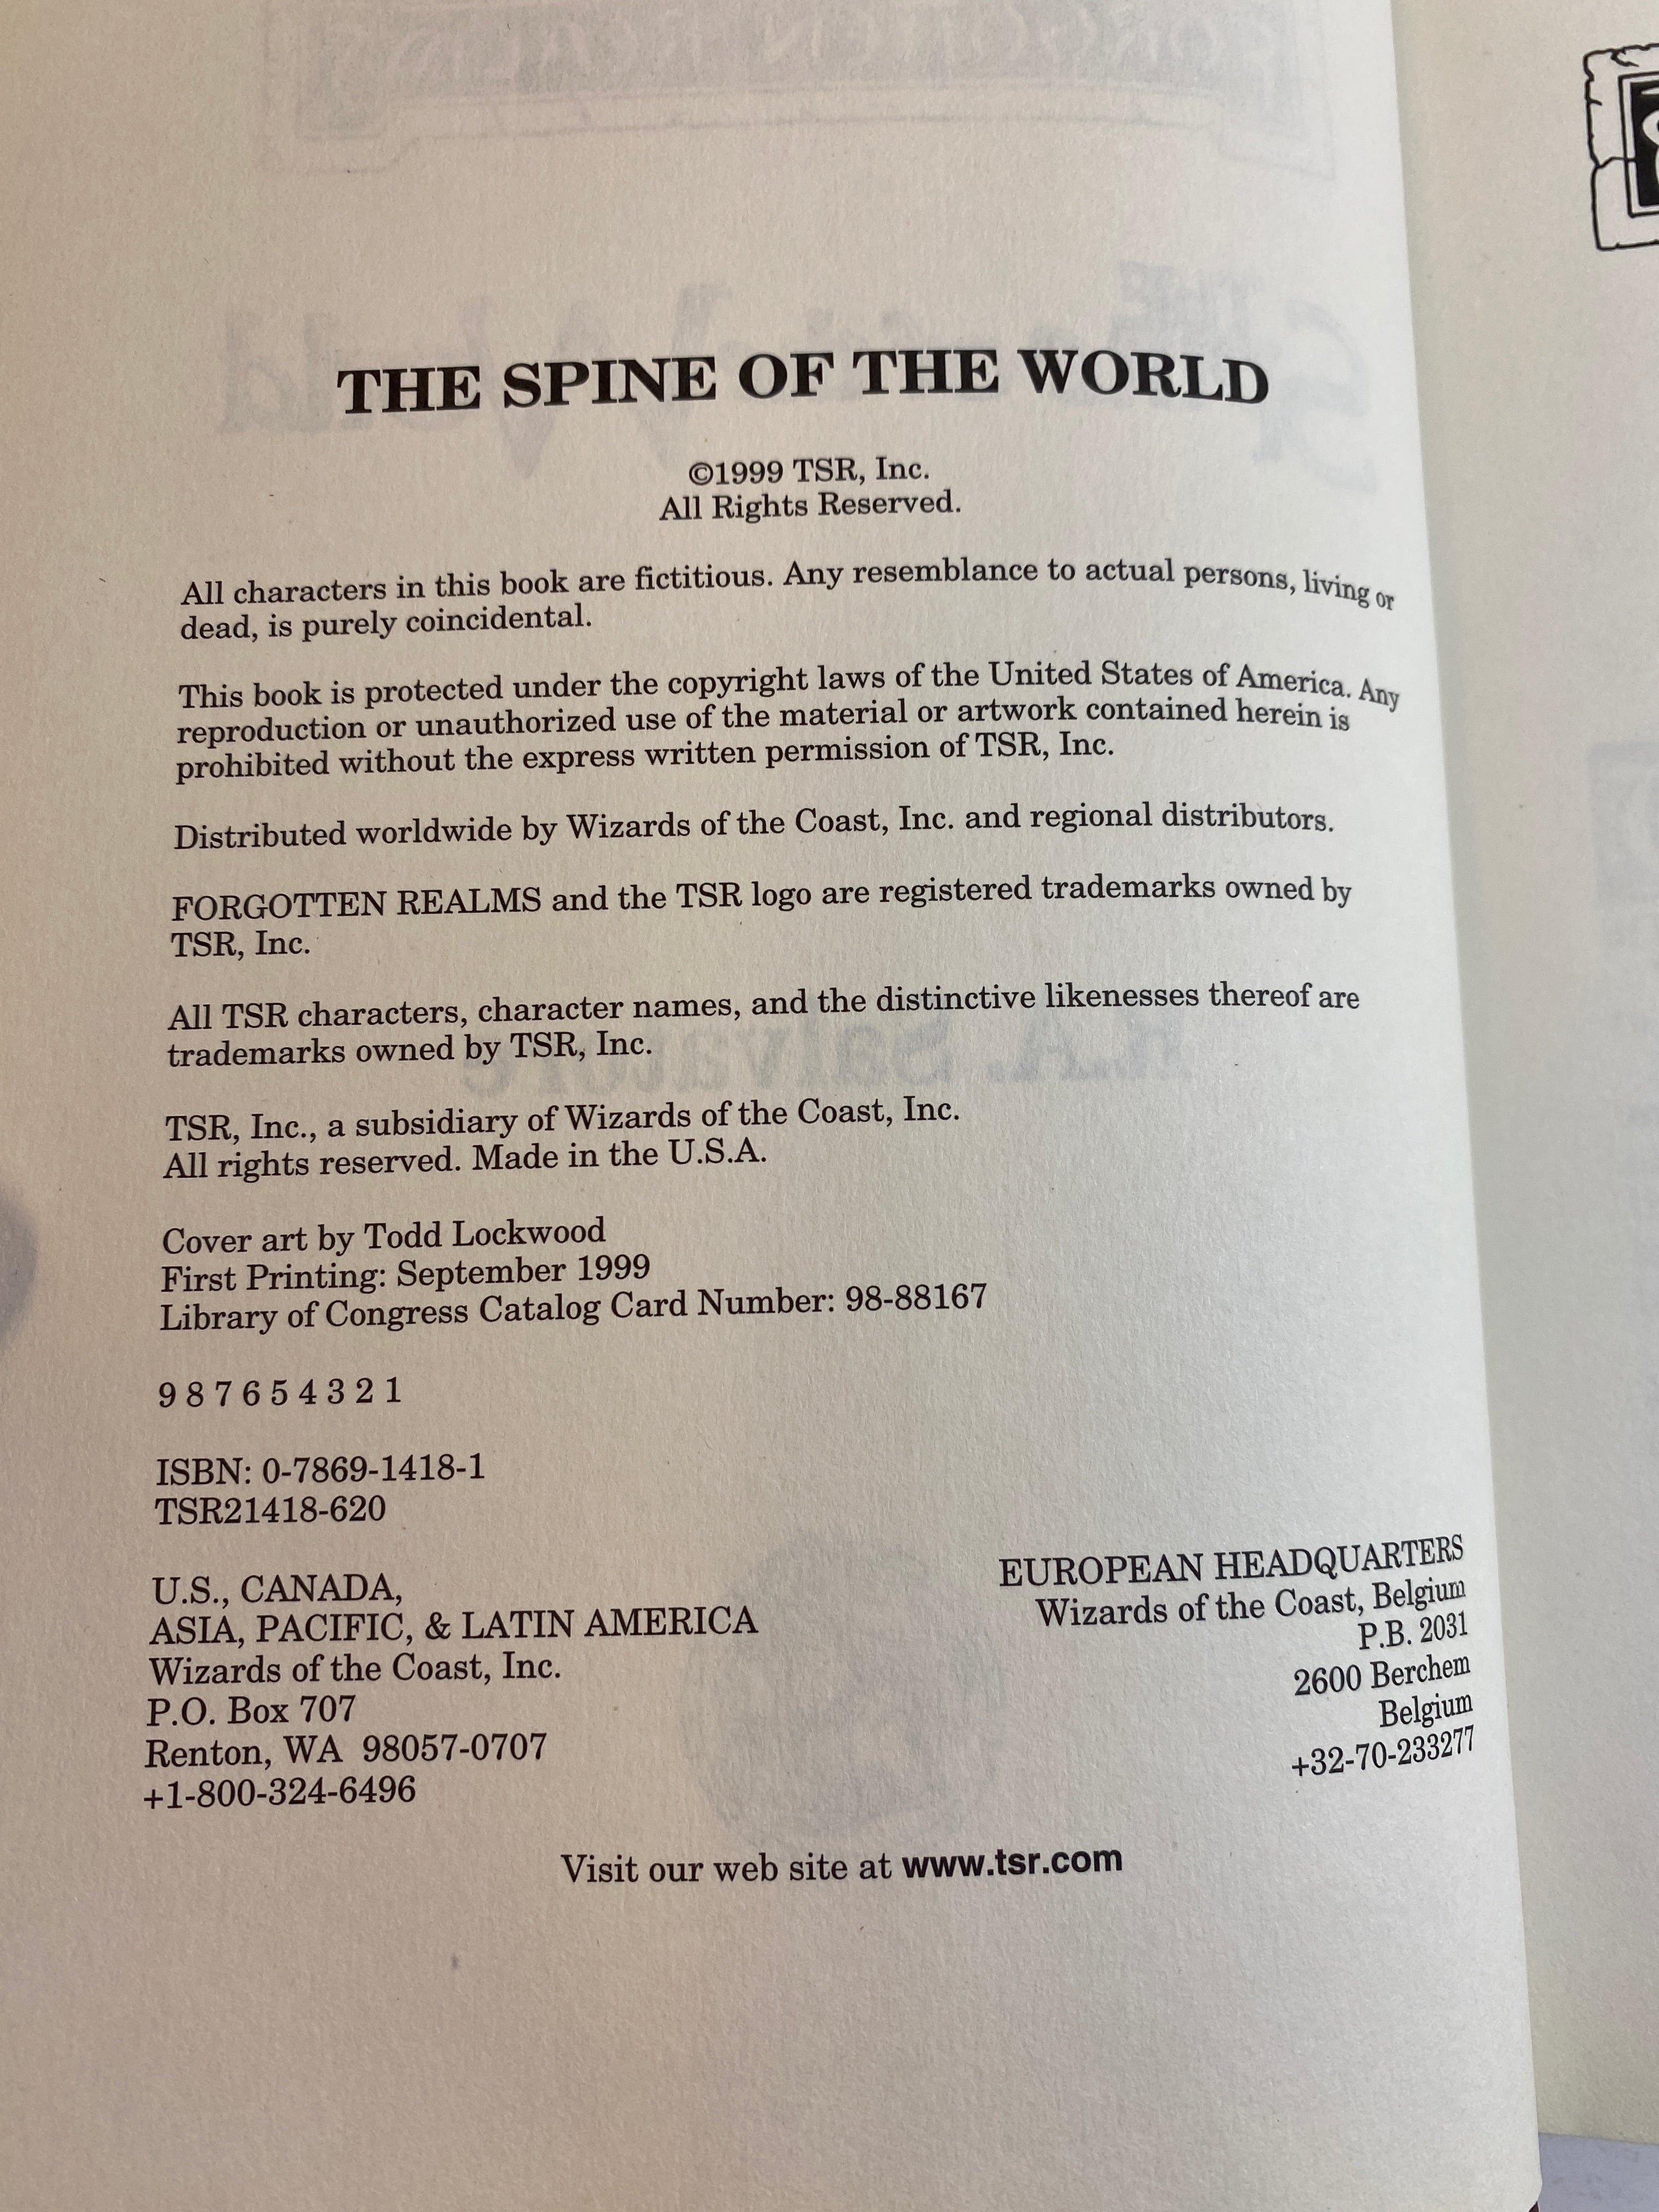 THE SPINE OF THE WORLD
©1999 TSR, Inc.
All Rights Reserved.
All characters in this book are fictitious. Any resemblance to actual persons, living or
dead, is purely coincidental.
This book is protected under the copyright laws of the United States of America. Any
reproduction or unauthorized use of the material or artwork contained herein is
prohibited without the express written permission of TSR, Inc.
Distributed worldwide by Wizards of the Coast, Inc. and regional distributors.
FORGOTTEN REALMS and the TSR logo are registered trademarks owned by
TSR, Inc.
All TSR characters, character names, and the distinctive likenesses thereof are
trademarks owned by TSR, Inc.
TSR, Inc., a subsidiary of Wizards of the Coast, Inc.
All rights reserved. Made in the U.S.A.
Cover art by Todd Lockwood
First Printing: September 1999
Library of Congress Catalog Card Number: 98-88167
9 8 7 6 5 4 3 2 1
ISBN: 0-7869-1418-1
TSR21418-620
U.S., CANADA,
ASIA, PACIFIC, & LATIN AMERICA
Wizards of the Coast, Inc.
P.O. Box 707
Renton, WA 98057-0707
+1-800-324-6496
EUROPEAN HEADQUARTERS
Wizards of the Coast, Belgium
P.B. 2031
2600 Berchem
Belgium
+32-70-233277
Visit our web site at www.tsr.com